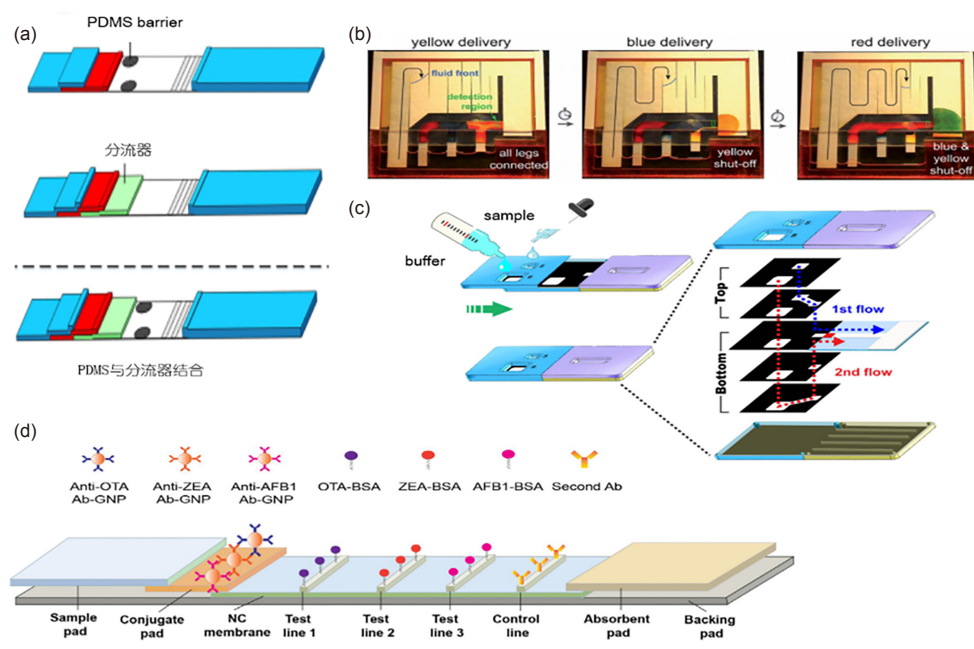 (a)
PDMS barrier
分流器
PDMS与分流器结合
(b)
yellow delivery
blue delivery
red delivery
fluid front
detection
region
all legs
connected
yellow
shut-off
blue &
yellow
shut-off
(c)
sample
buffer
Top
Bottom
1st flow
2nd flow
(d)
Anti-OTA
Ab-GNP
Anti-ZEA
Ab-GNP
Anti-AFB1
Ab-GNP
OTA-BSA
ZEA-BSA
AFB1-BSA
Second Ab
Sample
pad
Conjugate
pad
NC
membrane
Test
line 1
Test
line 2
Test
line 3
Control
line
Absorbent
pad
Backing
pad